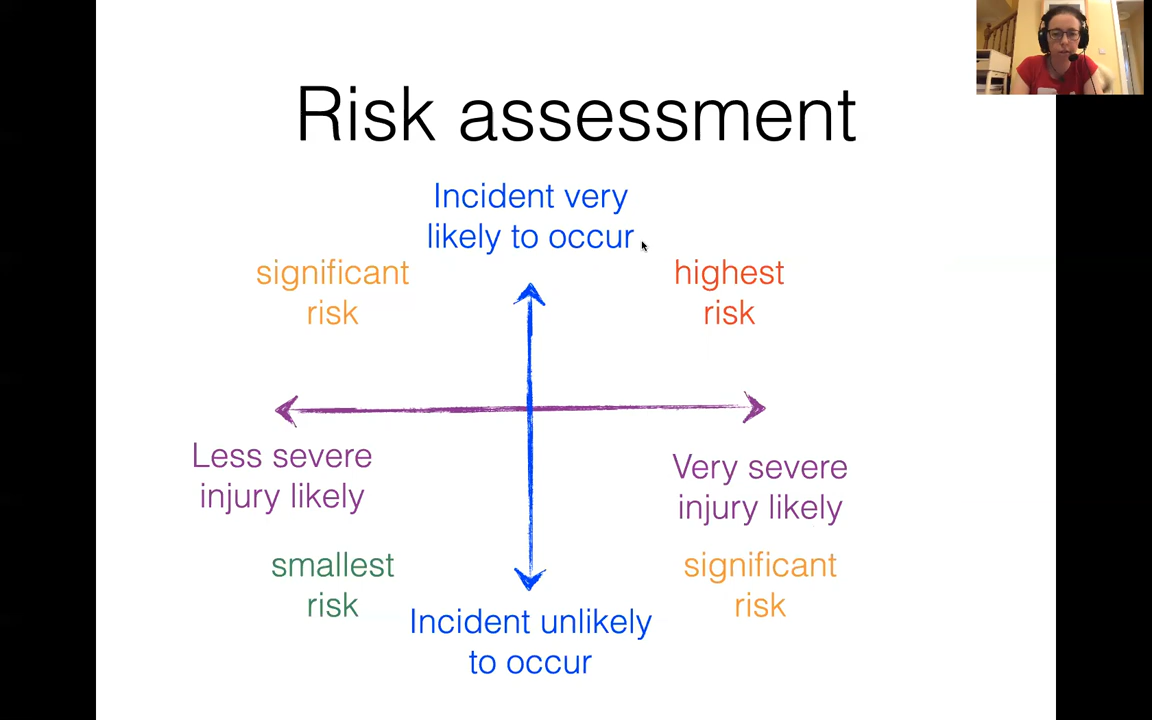 Risk assessment
Incident very
likely to occur
significant
risk
highest
risk
Less severe
injury likely
Very severe
injury likely
smallest
risk
significant
risk
Incident unlikely
to occur